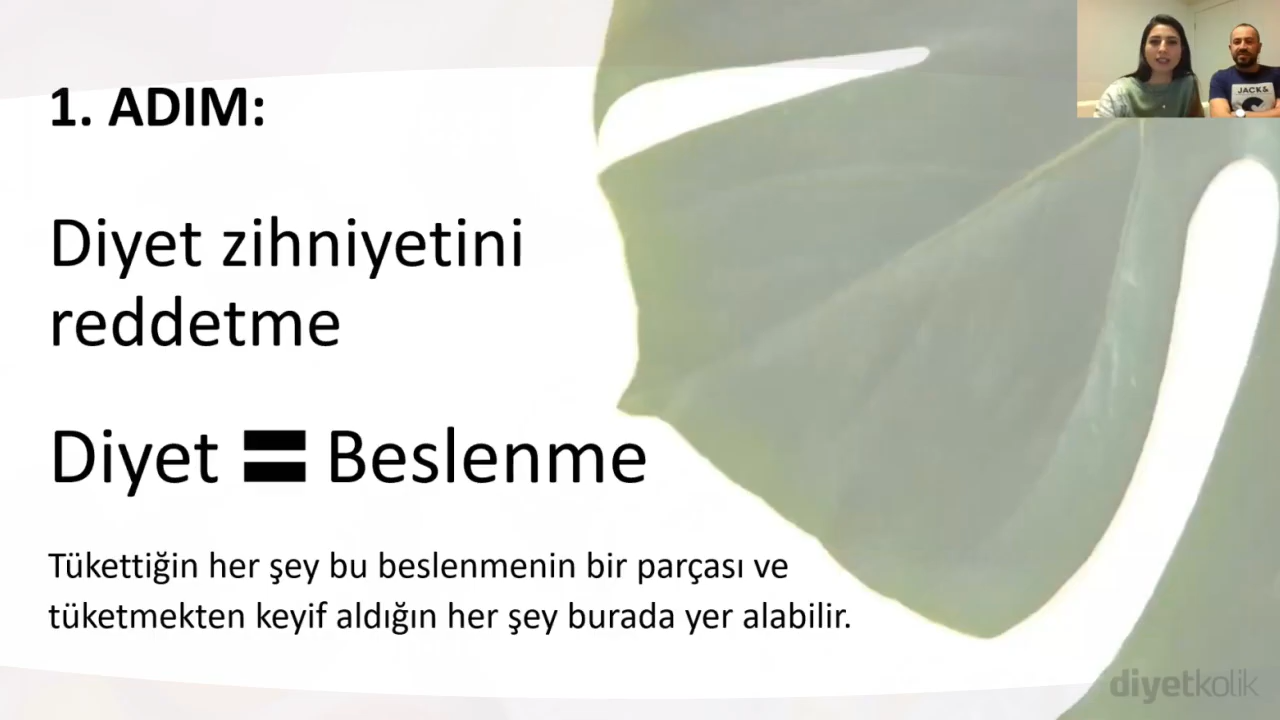 1. ADIM:
Diyet zihniyetini
reddetme
Diyet = Beslenme
Tükettiğin her şey bu beslenmenin bir parçası ve
tüketmekten keyif aldığın her şey burada yer alabilir.
JACK&
diyetkolik